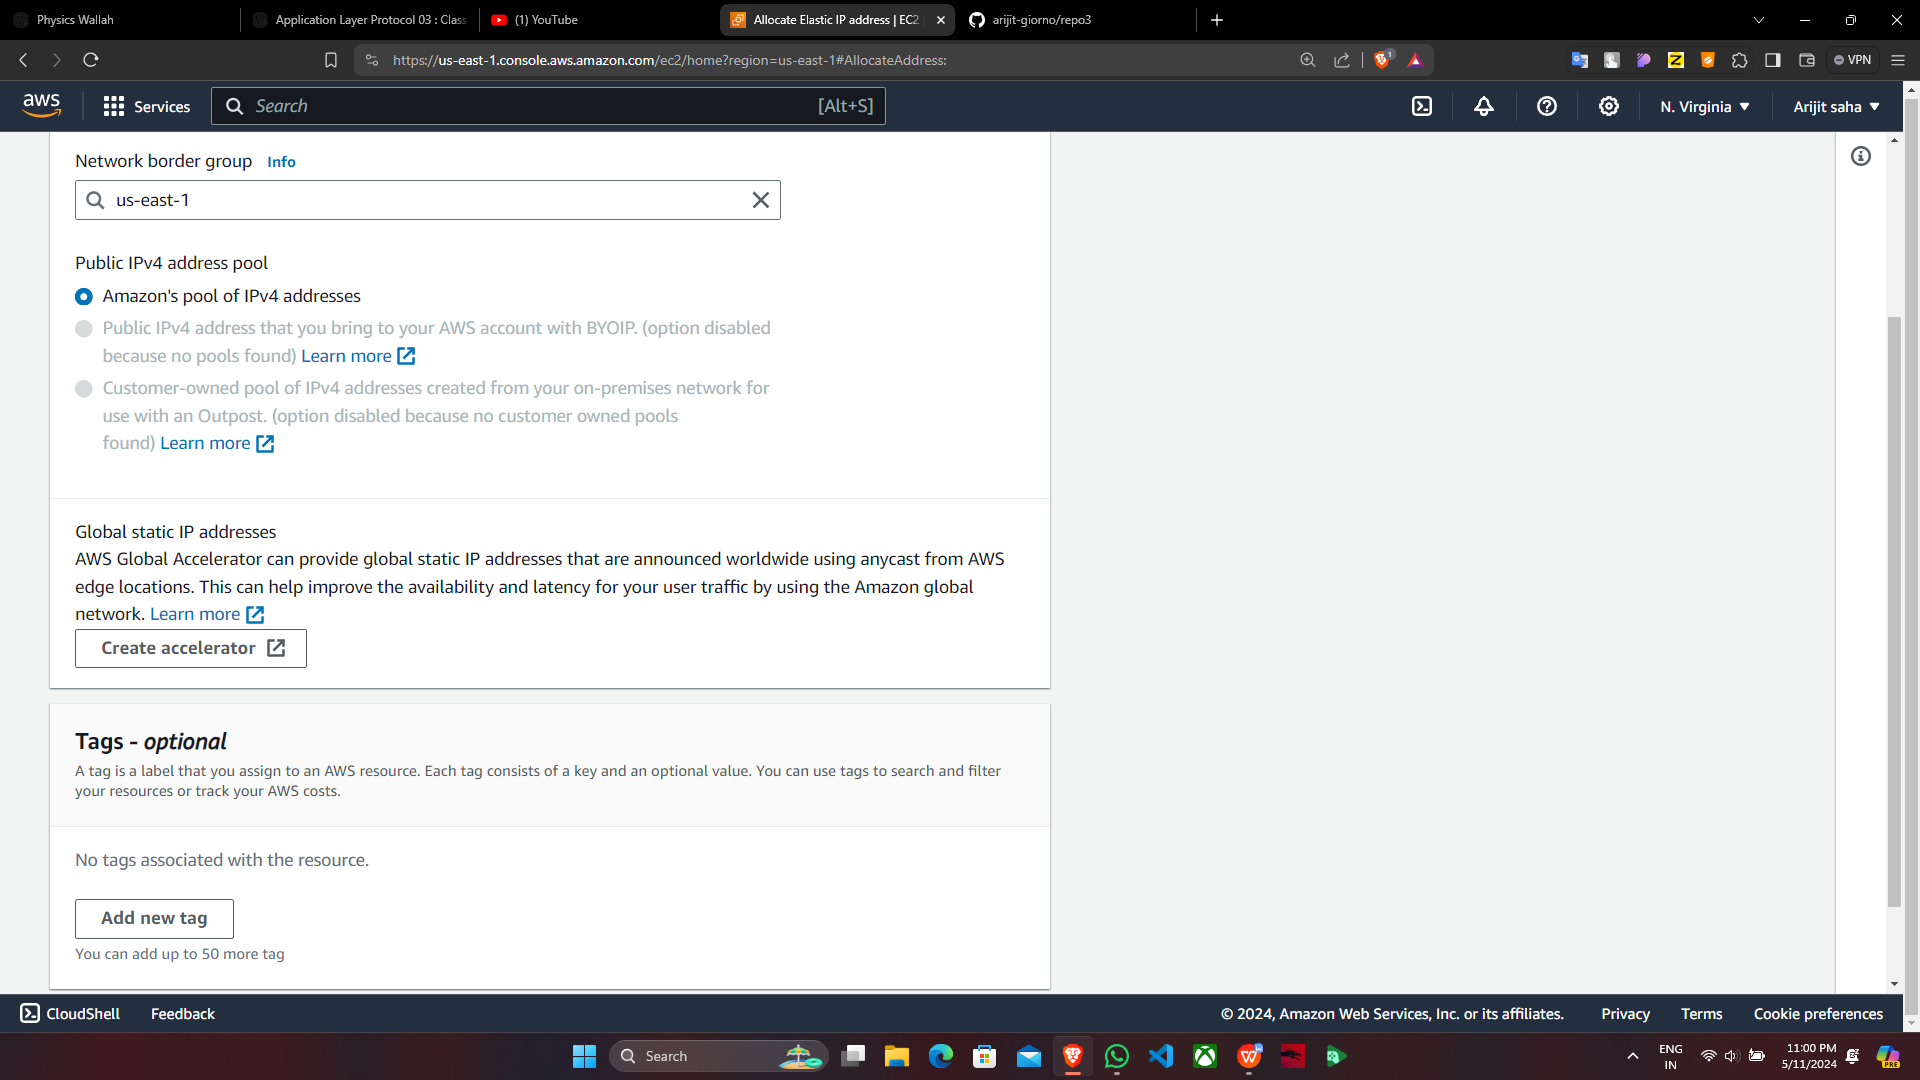 Physics Wallah
Application Layer Protocol 03 : Class
(1) YouTube
Allocate Elastic IP address | EC2
arijit-giorno/repo3
https://us-east-1.console.aws.amazon.com/ec2/home?region=us-east-1#AllocateAddress:
1
VPN
aws
Services
Search
[Alt+S]
N. Virginia
Arijit saha
Network border group Info
us-east-1
Public IPv4 address pool
Amazon's pool of IPv4 addresses
Public IPv4 address that you bring to your AWS account with BYOIP. (option disabled
because no pools found) Learn more
Customer-owned pool of IPv4 addresses created from your on-premises network for
use with an Outpost. (option disabled because no customer owned pools
found) Learn more
Global static IP addresses
AWS Global Accelerator can provide global static IP addresses that are announced worldwide using anycast from AWS
edge locations. This can help improve the availability and latency for your user traffic by using the Amazon global
network. Learn more
Create accelerator
Tags - optional
A tag is a label that you assign to an AWS resource. Each tag consists of a key and an optional value. You can use tags to search and filter
your resources or track your AWS costs.
No tags associated with the resource.
Add new tag
You can add up to 50 more tag
CloudShell
Feedback
© 2024, Amazon Web Services, Inc. or its affiliates.
Privacy
Terms
Cookie preferences
Search
ENG
IN
11:00 PM
5/11/2024
PRE